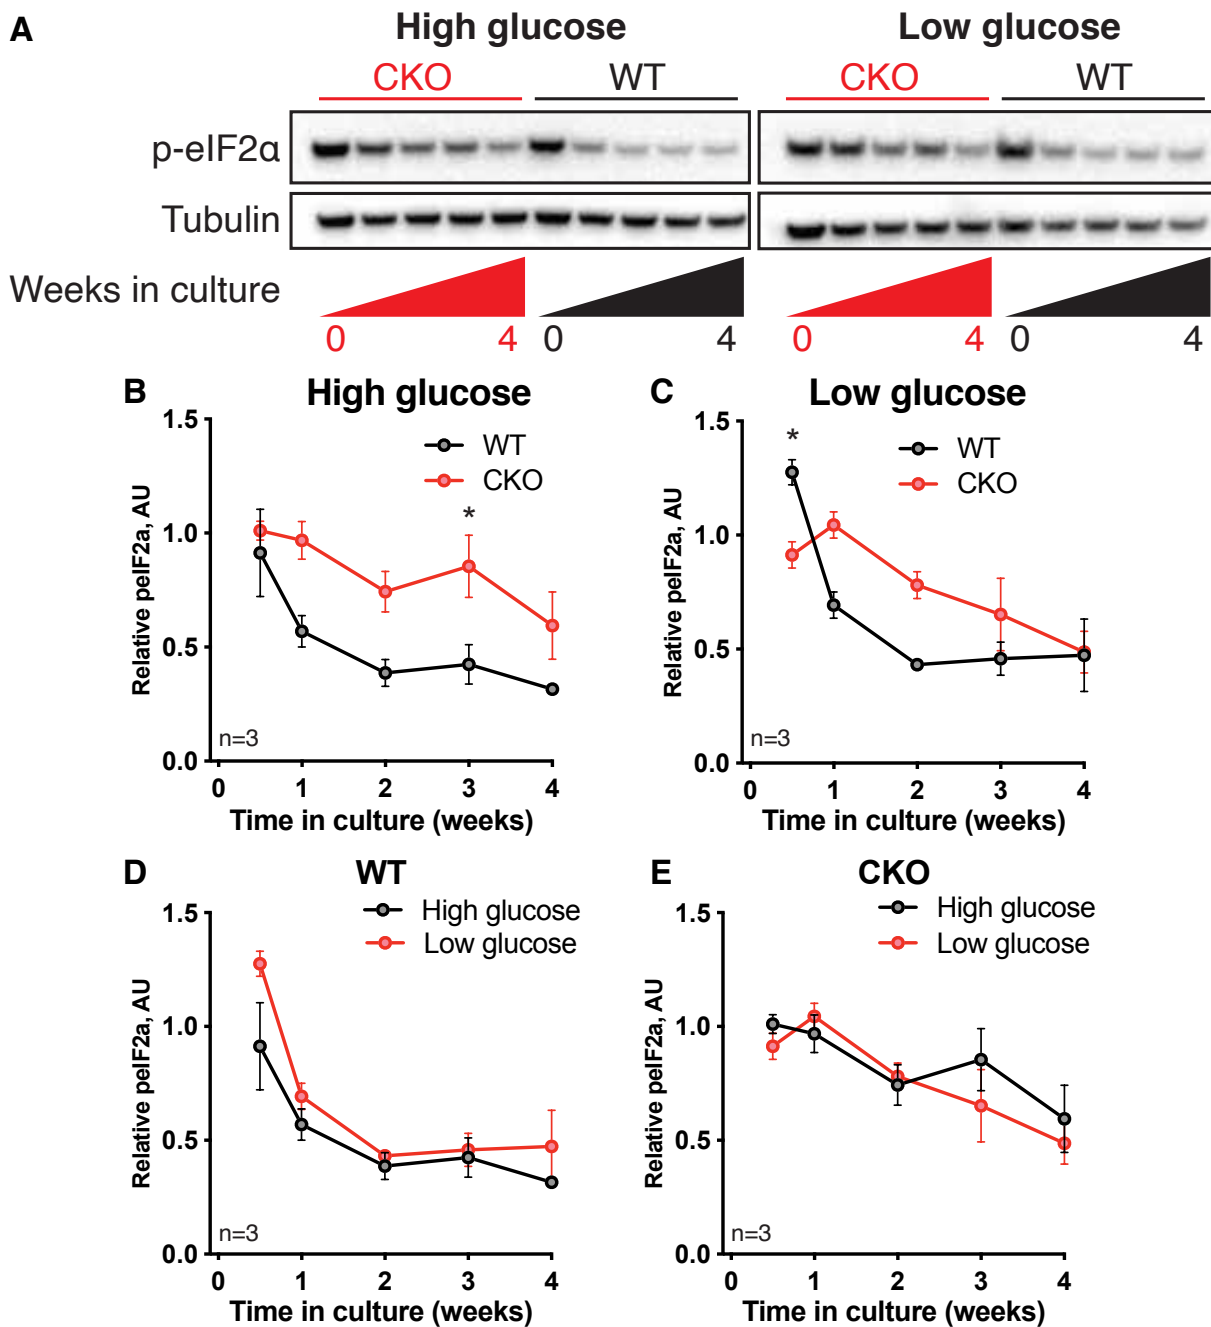 A
High glucose
Low glucose
CKO
WT
CKO
WT
p-eIF2α
Tubulin
Weeks in culture
0
4
0
4
0
4
0
4
B
High glucose
1.5
WT
CKO
*
1.0
0.5
0.0
Relative peIF2a, AU
n=3
0
1
2
3
4
Time in culture (weeks)
C
Low glucose
1.5
*
WT
CKO
1.0
0.5
0.0
Relative peIF2a, AU
n=3
0
1
2
3
4
Time in culture (weeks)
D
WT
1.5
High glucose
Low glucose
1.0
0.5
0.0
Relative peIF2a, AU
n=3
0
1
2
3
4
Time in culture (weeks)
E
CKO
1.5
High glucose
Low glucose
1.0
0.5
0.0
Relative peIF2a, AU
n=3
0
1
2
3
4
Time in culture (weeks)